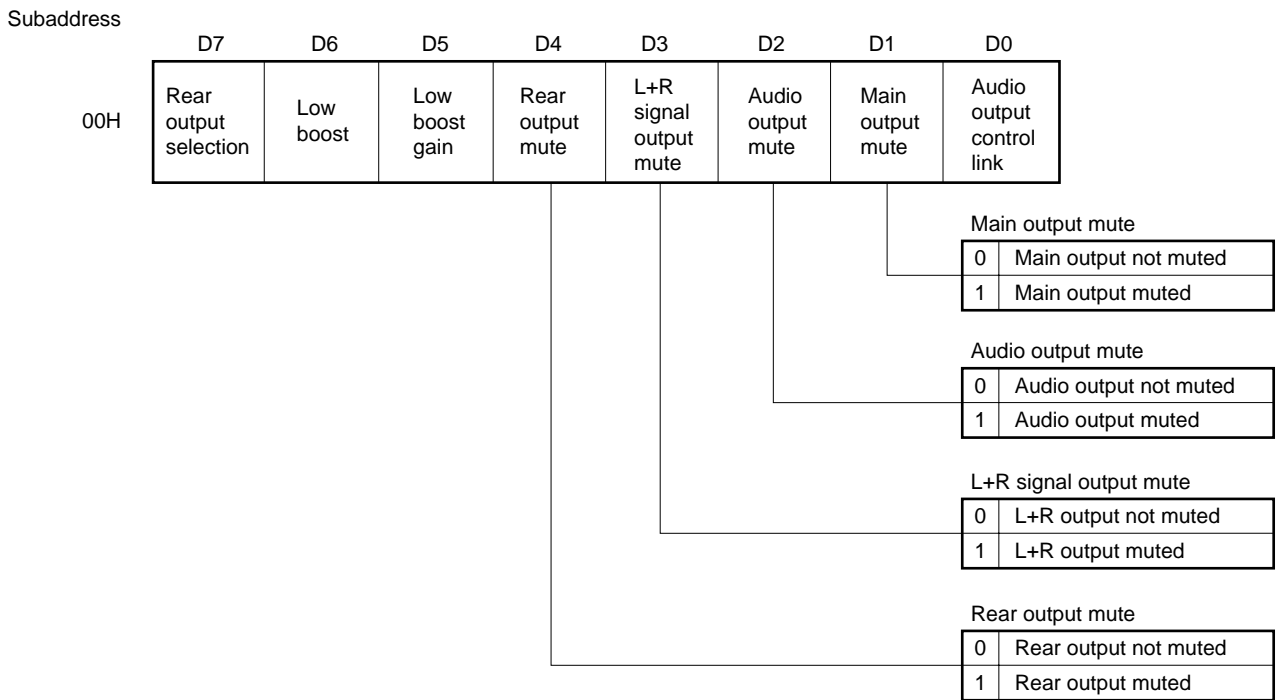 Subaddress
D7 D6 D5 D4 D3 D2 D1 D0
00H
Rear
output
selection
Low
boost
Low
boost
gain
Rear
output
mute
L+R
signal
output
mute
Audio
output
mute
Main
output
mute
Audio
output
control
link
Main output mute
0 Main output not muted
1 Main output muted
Audio output mute
0 Audio output not muted
1 Audio output muted
L+R signal output mute
0 L+R output not muted
1 L+R output muted
Rear output mute
0 Rear output not muted
1 Rear output muted